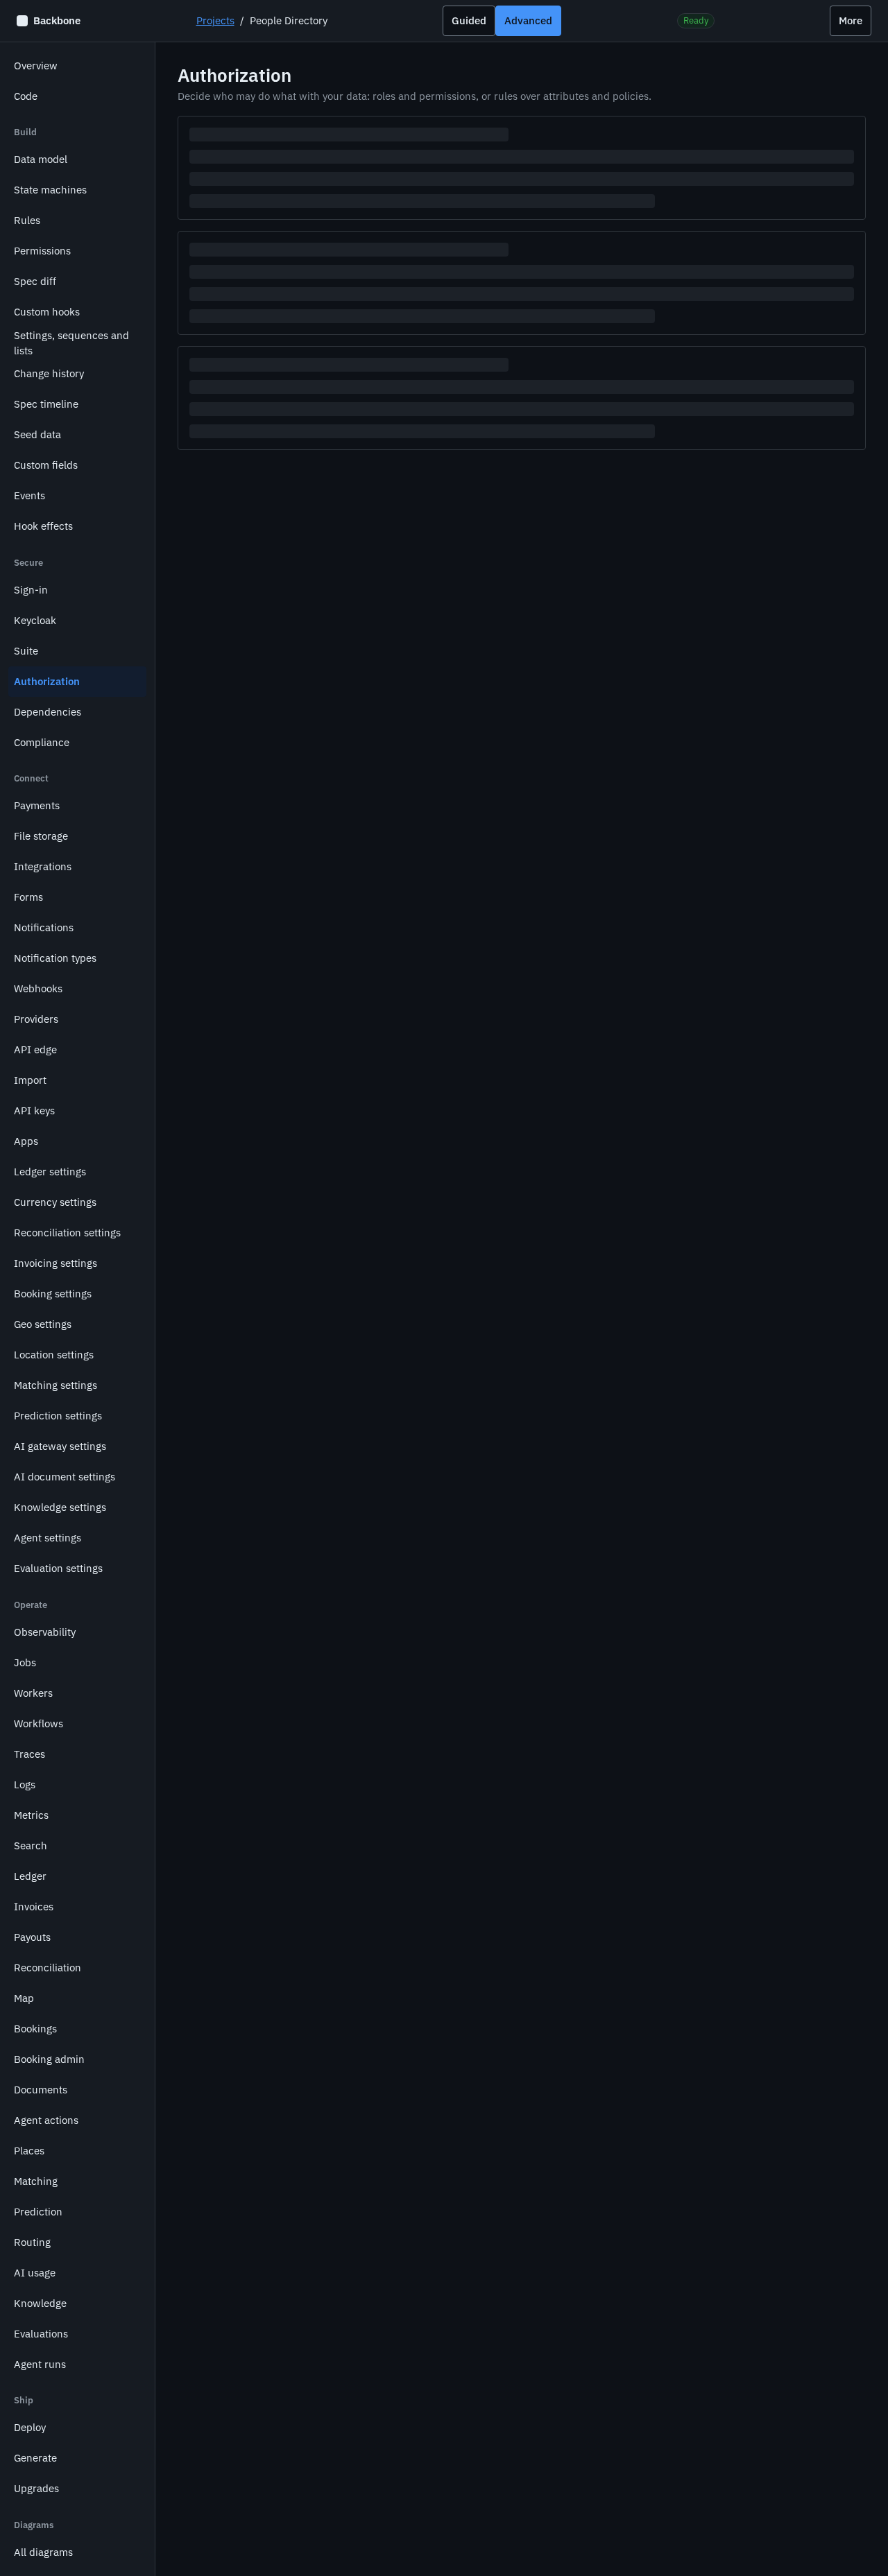 Backbone
Projects / People Directory
Guided
Advanced
Ready
More
Overview
Code
Build
Data model
State machines
Rules
Permissions
Spec diff
Custom hooks
Settings, sequences and
lists
Change history
Spec timeline
Seed data
Custom fields
Events
Hook effects
Secure
Sign-in
Keycloak
Suite
Authorization
Dependencies
Compliance
Connect
Payments
File storage
Integrations
Forms
Notifications
Notification types
Webhooks
Providers
API edge
Import
API keys
Apps
Ledger settings
Currency settings
Reconciliation settings
Invoicing settings
Booking settings
Geo settings
Location settings
Matching settings
Prediction settings
AI gateway settings
AI document settings
Knowledge settings
Agent settings
Evaluation settings
Operate
Observability
Jobs
Workers
Workflows
Traces
Logs
Metrics
Search
Ledger
Invoices
Payouts
Reconciliation
Map
Bookings
Booking admin
Documents
Agent actions
Places
Matching
Prediction
Routing
AI usage
Knowledge
Evaluations
Agent runs
Ship
Deploy
Generate
Upgrades
Diagrams
All diagrams
Authorization
Decide who may do what with your data: roles and permissions, or rules over attributes and policies.